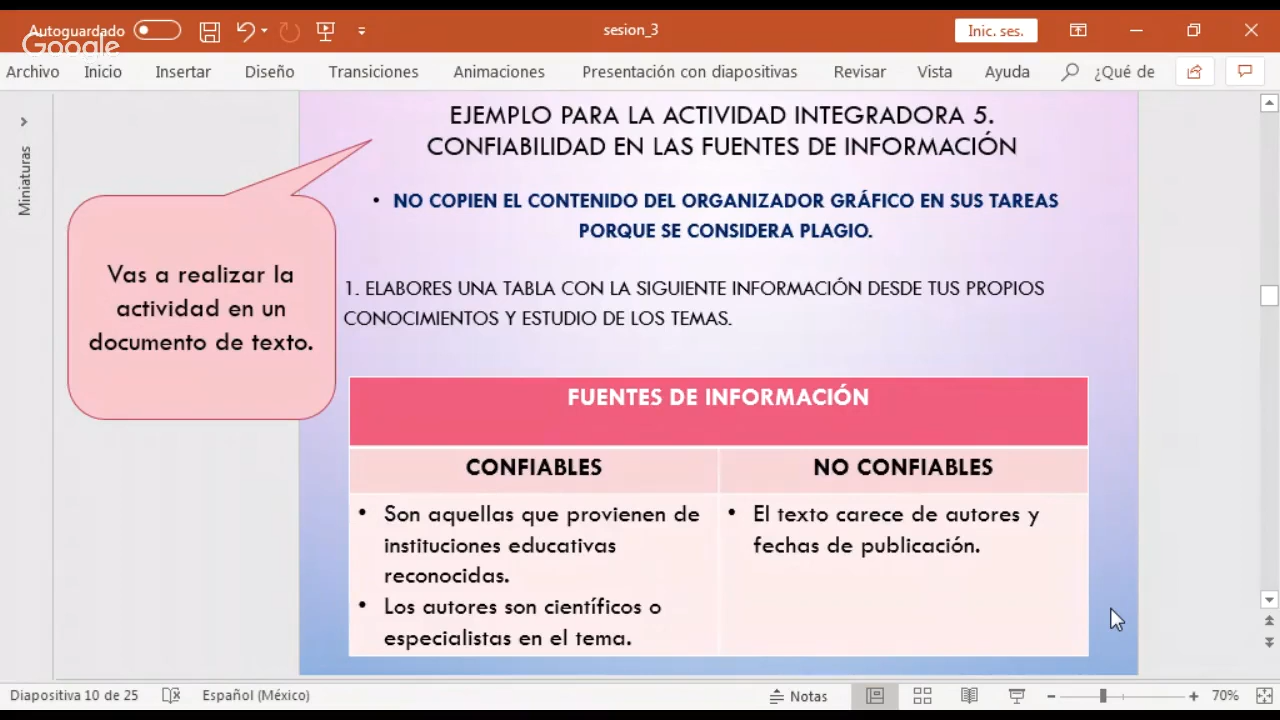 Autoguardado
Google
sesion_3
Inic. ses.
Archivo Inicio Insertar Diseño Transiciones Animaciones Presentación con diapositivas Revisar Vista Ayuda ¿Qué de
Miniaturas
EJEMPLO PARA LA ACTIVIDAD INTEGRADORA 5.
CONFIABILIDAD EN LAS FUENTES DE INFORMACIÓN
• NO COPIEN EL CONTENIDO DEL ORGANIZADOR GRÁFICO EN SUS TAREAS
PORQUE SE CONSIDERA PLAGIO.
Vas a realizar la
actividad en un
documento de texto.
1. ELABORES UNA TABLA CON LA SIGUIENTE INFORMACIÓN DESDE TUS PROPIOS
CONOCIMIENTOS Y ESTUDIO DE LOS TEMAS.
FUENTES DE INFORMACIÓN
CONFIABLES
NO CONFIABLES
• Son aquellas que provienen de
instituciones educativas
reconocidas.
• Los autores son científicos o
especialistas en el tema.
• El texto carece de autores y
fechas de publicación.
Diapositiva 10 de 25 Español (México) Notas 70%